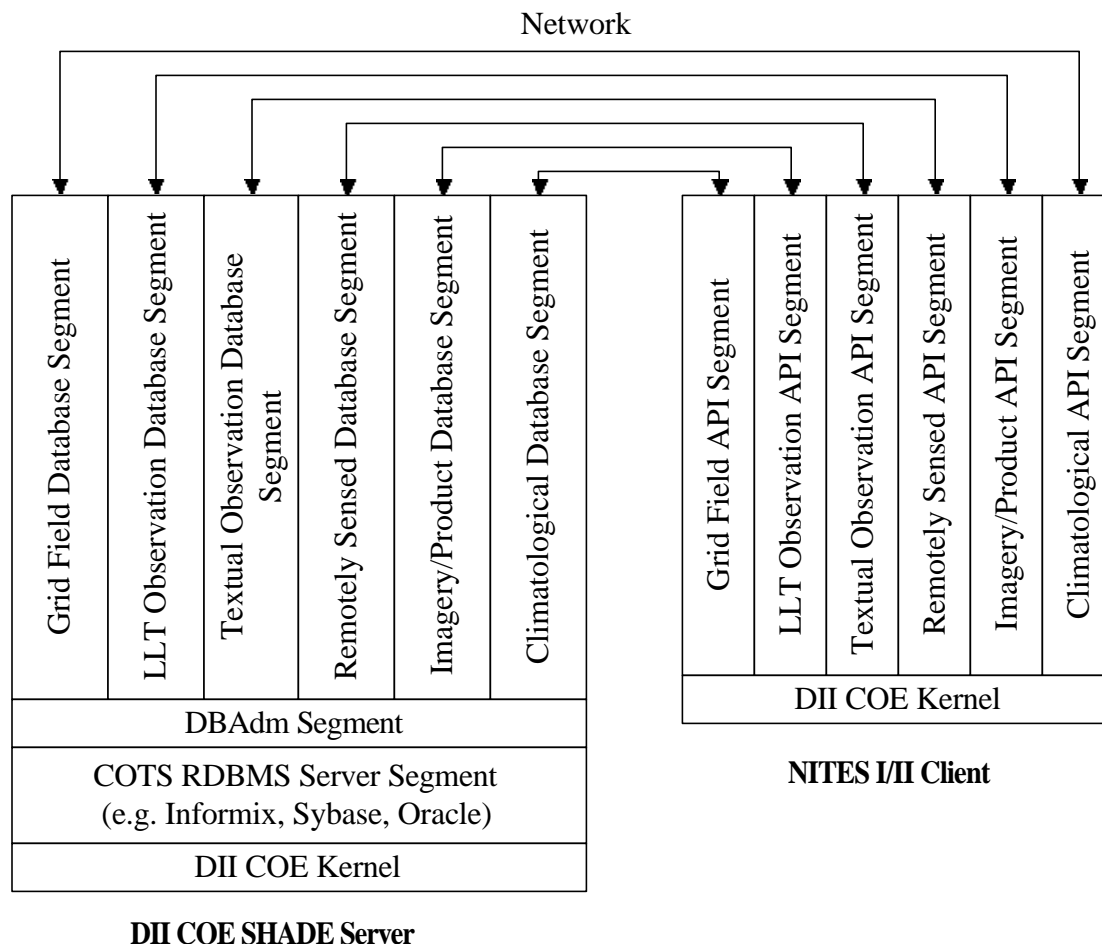 Network
Grid Field Database Segment
LLT Observation Database Segment
Textual Observation Database
Segment
Remotely Sensed Database Segment
Imagery/Product Database Segment
Climatological Database Segment
Grid Field API Segment
LLT Observation API Segment
Textual Observation API Segment
Remotely Sensed API Segment
Imagery/Product API Segment
Climatological API Segment
DBAdm Segment
COTS RDBMS Server Segment
(e.g. Informix, Sybase, Oracle)
DII COE Kernel
DII COE SHADE Server
DII COE Kernel
NITES I/II Client